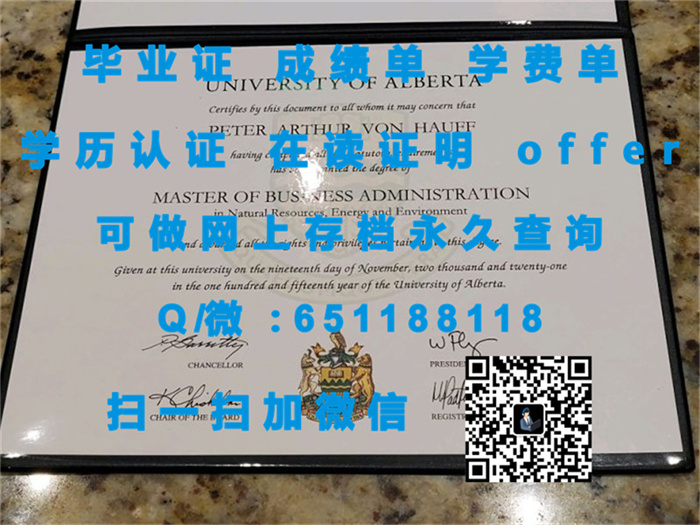 毕业证 成绩单 学费单
UNIVERSITY OF ALBERTA
Certifies by this document to all whom it may concern that
PETER ARTHUR VON HAUFF
学历认证 在读证明 offer
having
the degree of
MASTER OF BUSINESS ADMINISTRATION
in Natural Resources, Energy and Environment
可做网上存档永久查询
Given at this university on the nineteenth day of November, two thousand and twenty-one
in the one hundred and fifteenth year of the University of Alberta.
Q/微 :651188118
CHANCELLOR
扫一扫加微信
CHAIR OF THE BOARD